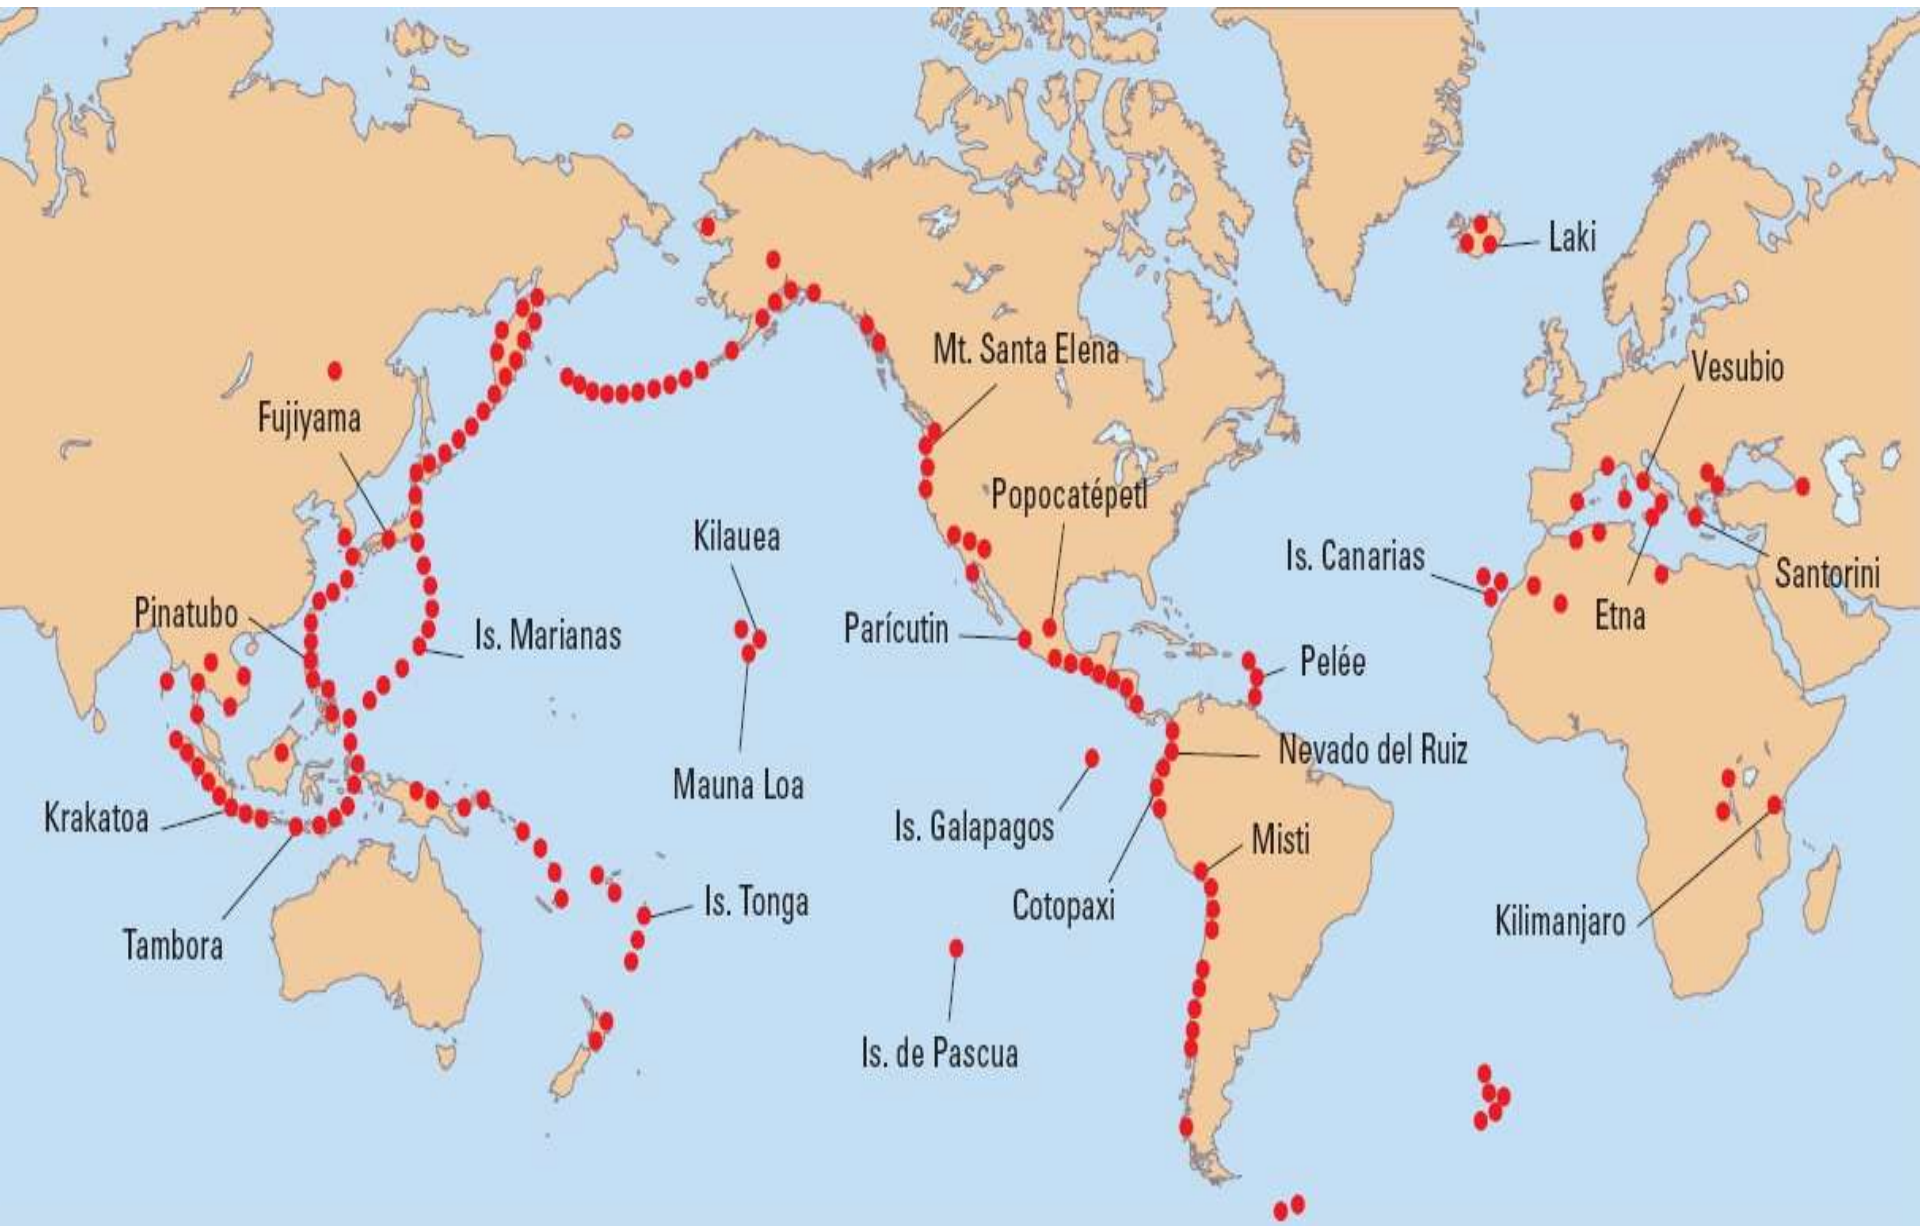 Laki
Mt. Santa Elena
Vesubio
Fujiyama
Popocatépetl
Kilauea
Is. Canarias
Santorini
Pinatubo
Etna
Is. Marianas
Parícutin
Pelée
Nevado del Ruiz
Mauna Loa
Krakatoa
Is. Galapagos
Misti
Is. Tonga
Cotopaxi
Kilimanjaro
Tambora
Is. de Pascua